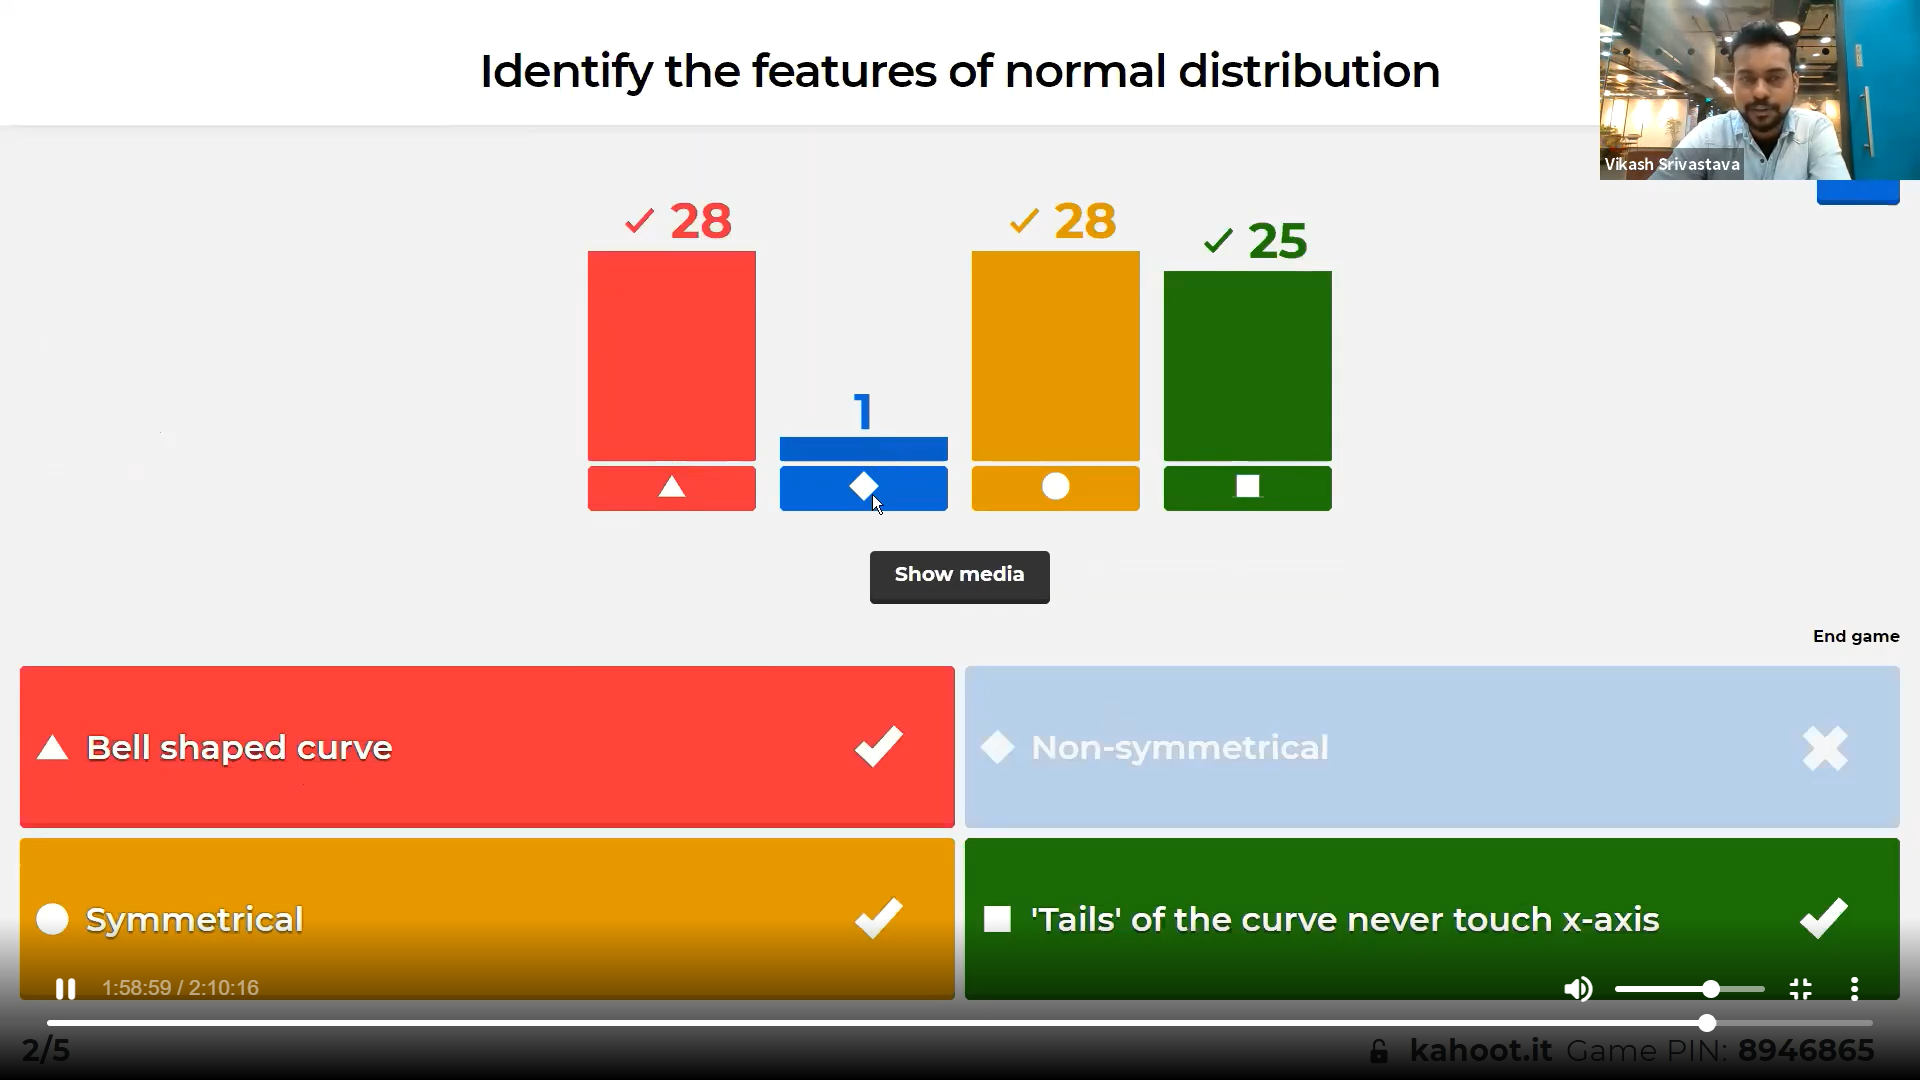 Identify the features of normal distribution
Vikash Srivastava
28
1
28
25
Show media
End game
Bell shaped curve
Non-symmetrical
Symmetrical
'Tails' of the curve never touch x-axis
1:58:59 / 2:10:16
2/5
kahoot.it Game PIN: 8946865